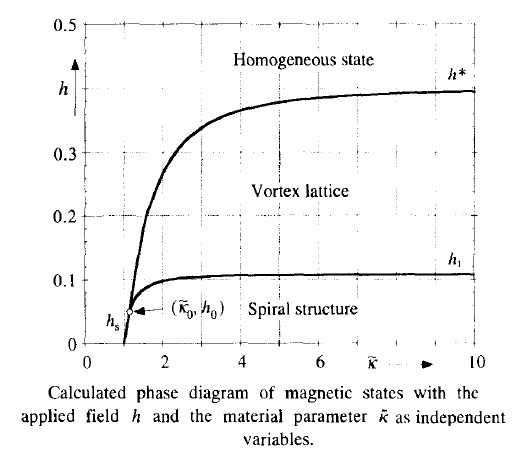 0.5
Homogeneous state
h*
h
0.3
Vortex lattice
0.2
h₁
0.1
(κ̃₀, h₀)
Spiral structure
hₛ
0
0
2
4
6
κ̃
10
Calculated phase diagram of magnetic states with the
applied field h and the material parameter κ̃ as independent
variables.